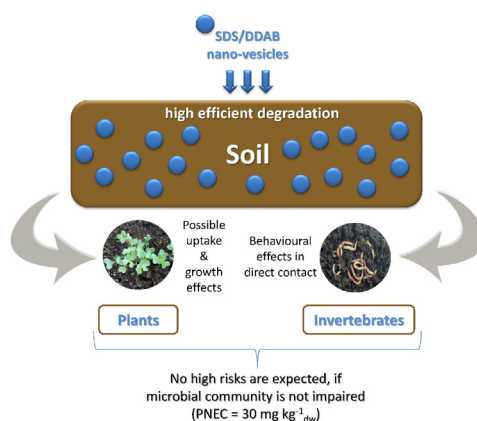 SDS/DDAB
nano-vesicles
high efficient degradation
Soil
Possible
uptake
&
growth
effects
Behavioural
effects in
direct contact
Plants
Invertebrates
No high risks are expected, if
microbial community is not impaired
(PNEC = 30 mg kg⁻¹dw)